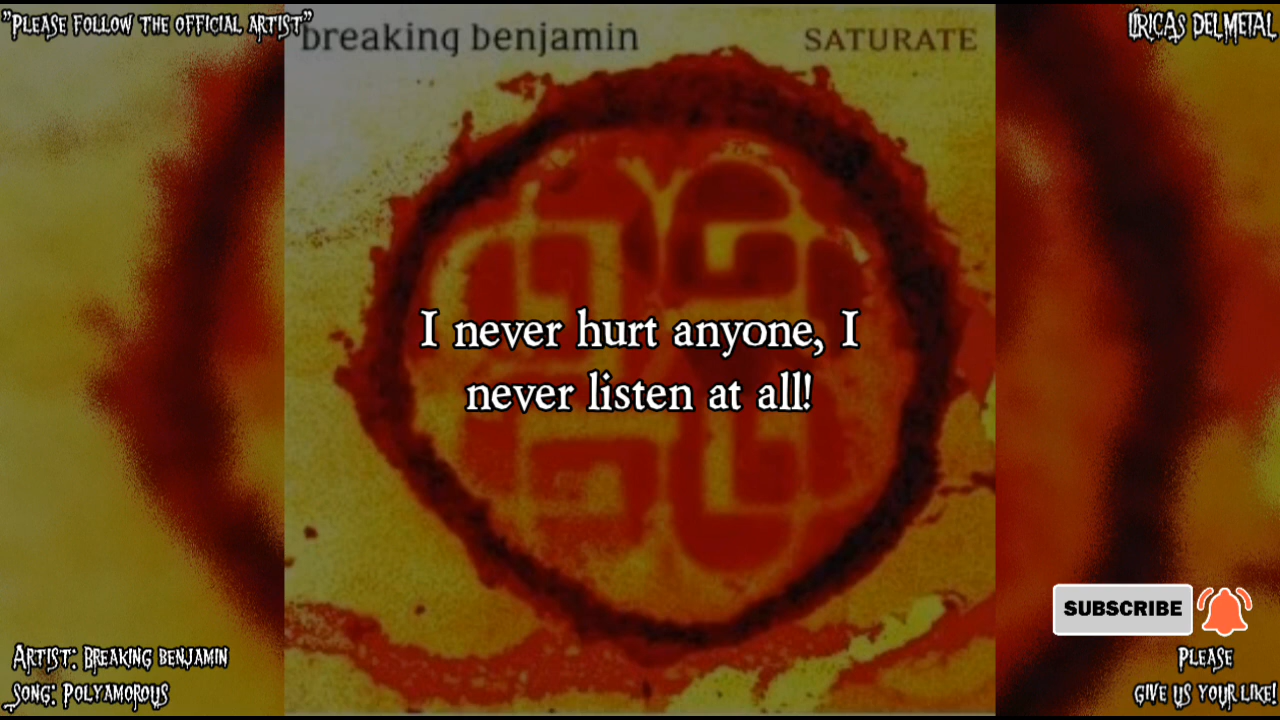 "Please follow the official artist"
Líricas del Metal
breaking benjamin
SATURATE
I never hurt anyone, I
never listen at all!
SUBSCRIBE
Artist: Breaking benjamin
Song: Polyamorous
Please
give us your like!